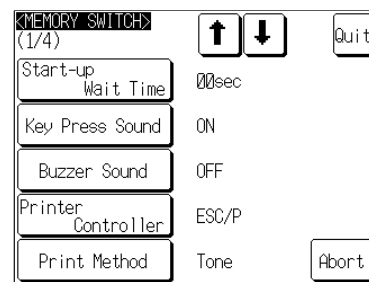 <MEMORY SWITCH>
(1/4)
↑ ↓
Quit
Start-up
Wait Time
00sec
Key Press Sound
ON
Buzzer Sound
OFF
Printer
Controller
ESC/P
Print Method
Tone
Abort